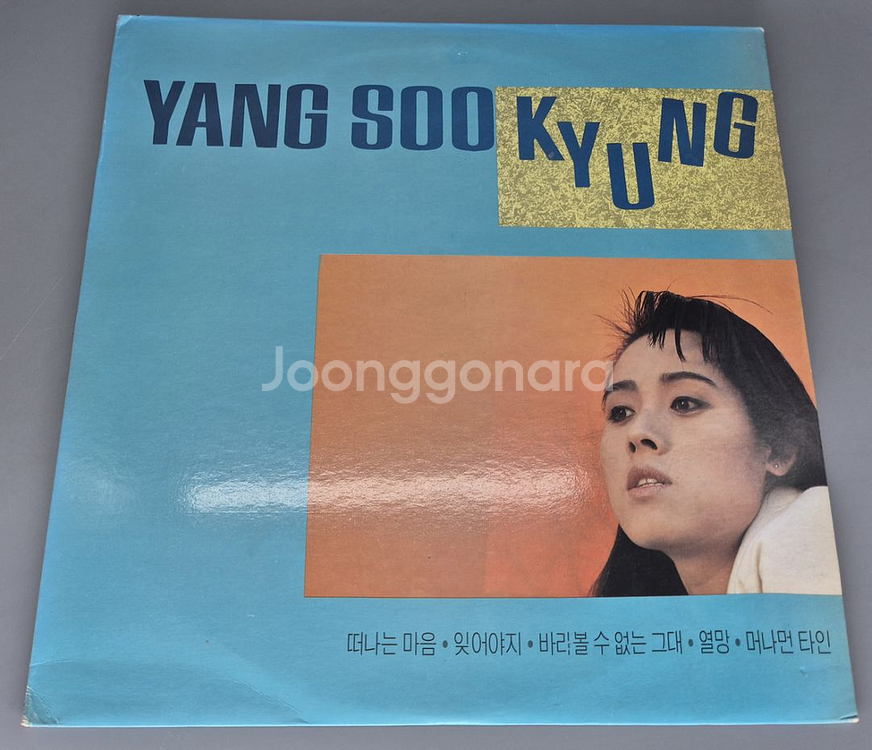 YANG SOO KYUNG
Joonggonara
떠나는 마음 • 잊어야지 • 바라볼 수 없는 그대 • 열망 • 머나먼 타인